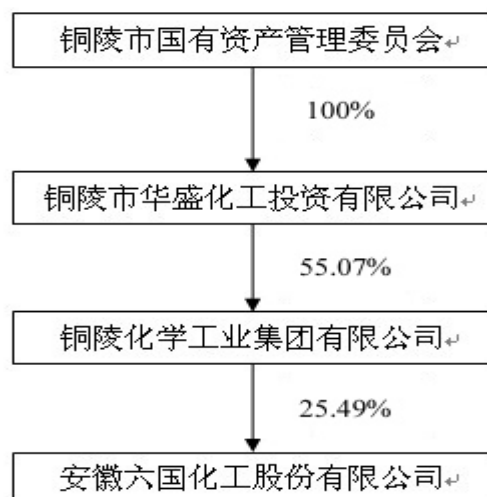 铜陵市国有资产管理委员会
100%
铜陵市华盛化工投资有限公司
55.07%
铜陵化学工业集团有限公司
25.49%
安徽六国化工股份有限公司